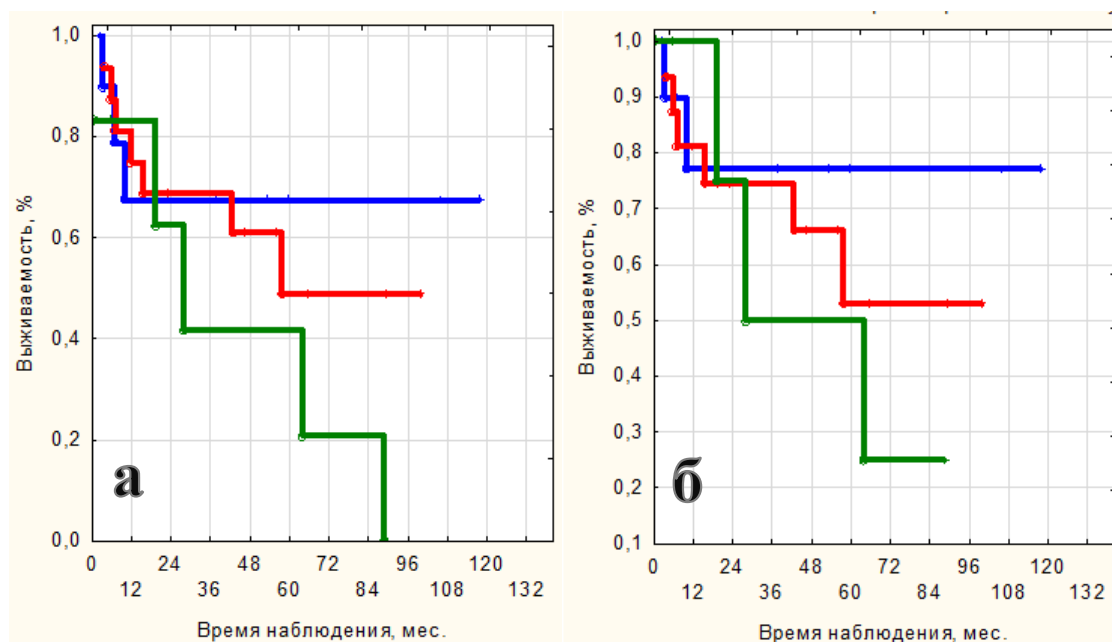 1,0
0,8
0,6
0,4
0,2
0,0
Выживаемость, %
а
0 24 48 72 96 120
12 36 60 84 108 132
Время наблюдения, мес.
1,0
0,9
0,8
0,7
0,6
0,5
0,4
0,3
0,2
0,1
Выживаемость, %
б
0 24 48 72 96 120
12 36 60 84 108 132
Время наблюдения, мес.